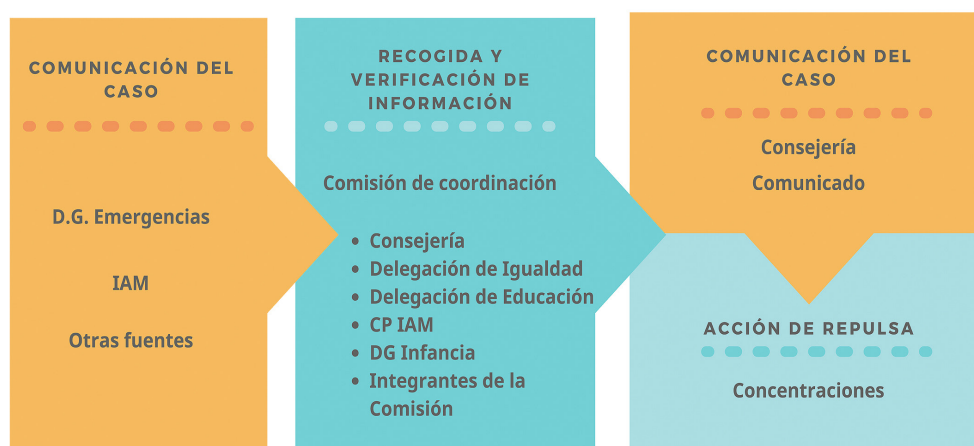 COMUNICACIÓN DEL
CASO
D.G. Emergencias
IAM
Otras fuentes
RECOGIDA Y
VERIFICACIÓN DE
INFORMACIÓN
Comisión de coordinación
• Consejería
• Delegación de Igualdad
• Delegación de Educación
• CP IAM
• DG Infancia
• Integrantes de la
Comisión
COMUNICACIÓN DEL
CASO
Consejería
Comunicado
ACCIÓN DE REPULSA
Concentraciones